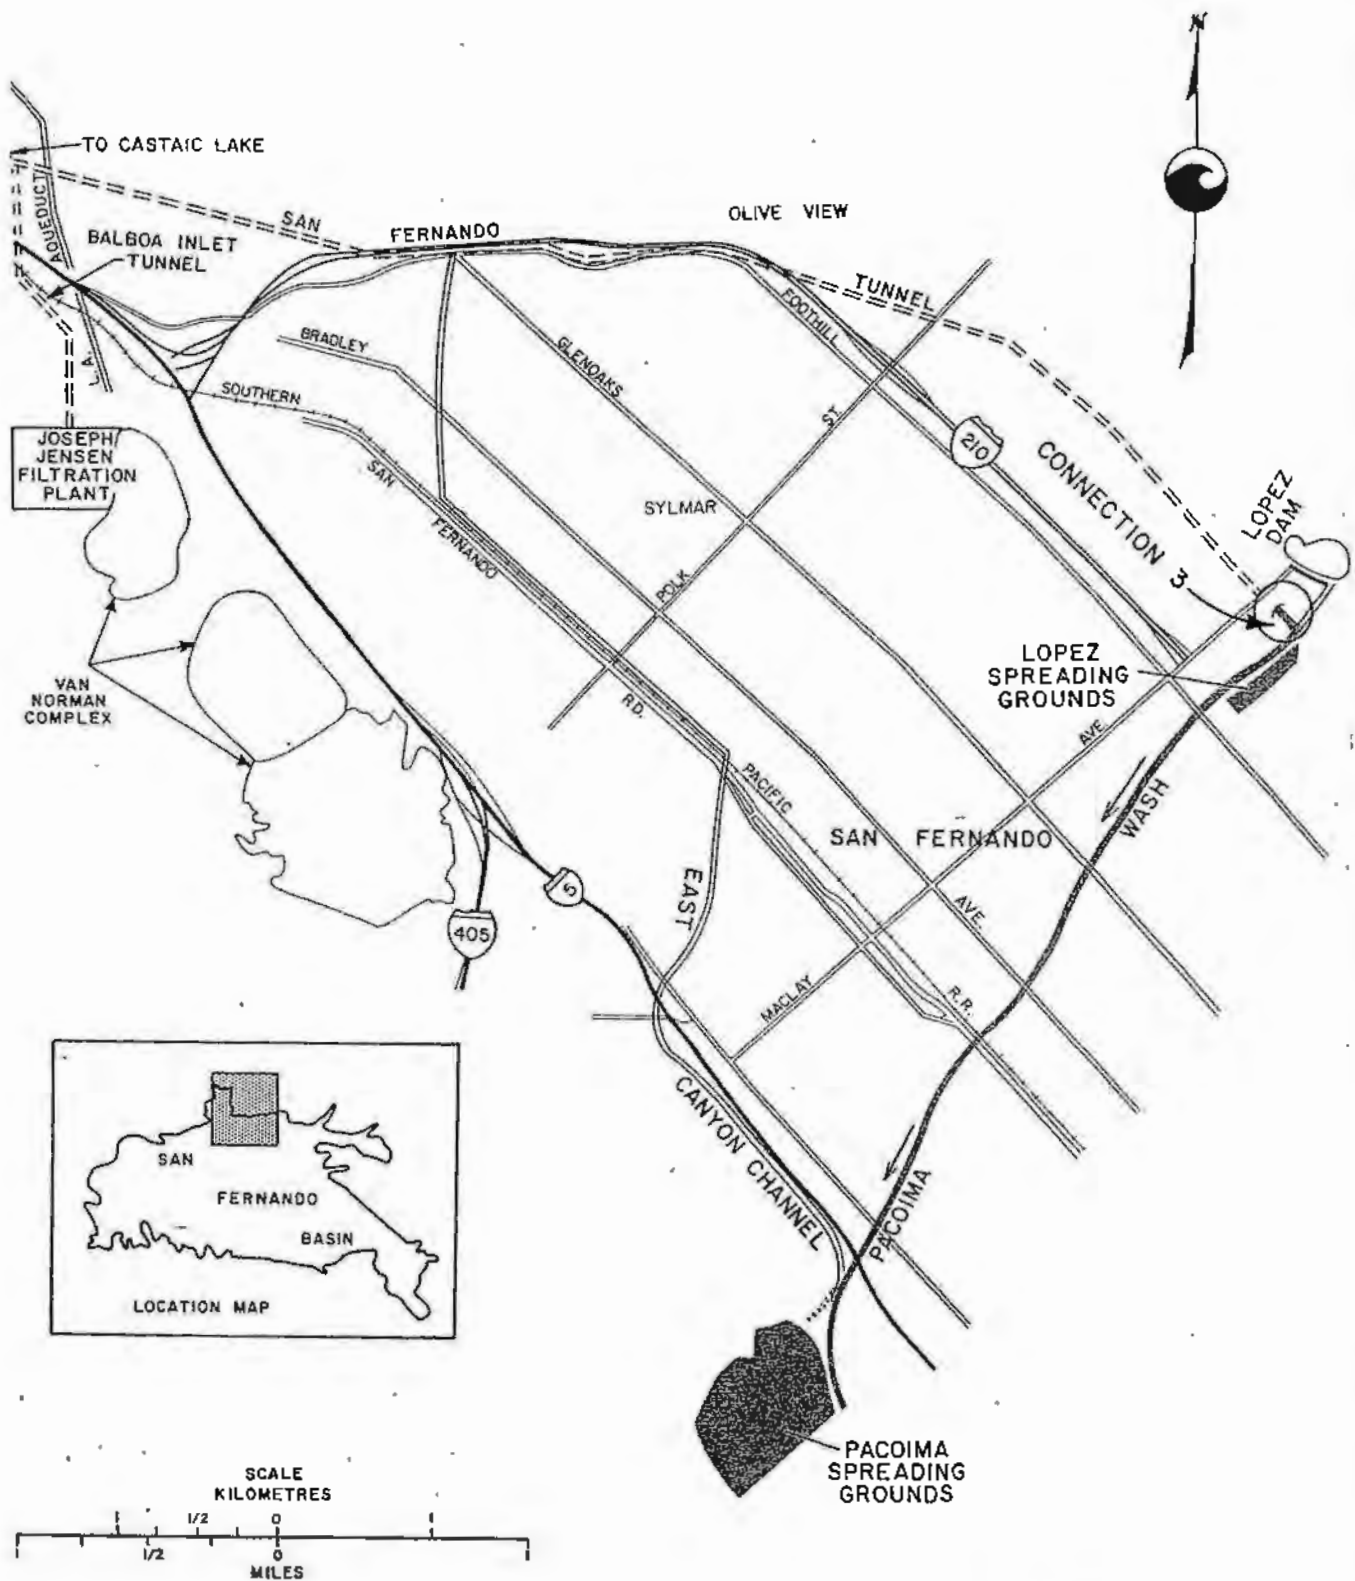 N
TO CASTAIC LAKE
AQUEDUCT
L.A.
BALBOA INLET
TUNNEL
SAN
FERNANDO
TUNNEL
OLIVE VIEW
BRADLEY
AVE.
GLENOAKS
FOOTHILL
SOUTHERN
PACIFIC
R.R.
SAN
FERNANDO
RD.
POLK
ST.
SYLMAR
210
CONNECTION 3
LOPEZ
DAM
JOSEPH
JENSEN
FILTRATION
PLANT
LOPEZ
SPREADING
GROUNDS
VAN
NORMAN
COMPLEX
MACLAY
AVE.
SAN FERNANDO
PACOIMA
WASH
EAST
CANYON CHANNEL
5
405
SAN
FERNANDO
BASIN
LOCATION MAP
PACOIMA
SPREADING
GROUNDS
SCALE
KILOMETRES
1/2 0 1
1 1/2 0 1
MILES